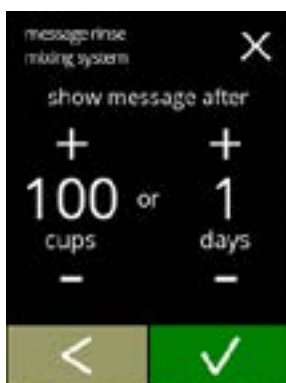 message rinse
mixing system
show message after
+ +
100 or 1
cups days
- -